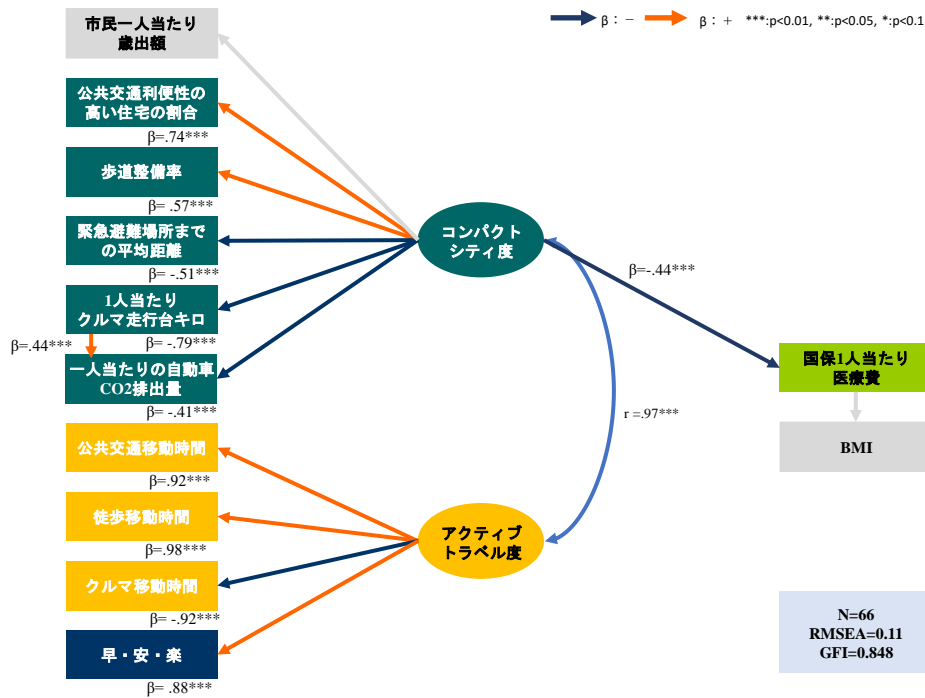 β：－ β：＋ ***:p<0.01, **:p<0.05, *:p<0.1
市民一人当たり
歳出額
公共交通利便性の
高い住宅の割合
β=.74***
歩道整備率
β= .57***
緊急避難場所まで
の平均距離
β= -.51***
1人当たり
クルマ走行台キロ
β= -.79***
β=.44***
一人当たりの自動車
CO2排出量
β= -.41***
公共交通移動時間
β=.92***
徒歩移動時間
β=.98***
クルマ移動時間
β= -.92***
早・安・楽
β= .88***
コンパクト
シティ度
アクティブ
トラベル度
r =.97***
β=-.44***
国保1人当たり
医療費
BMI
N=66
RMSEA=0.11
GFI=0.848